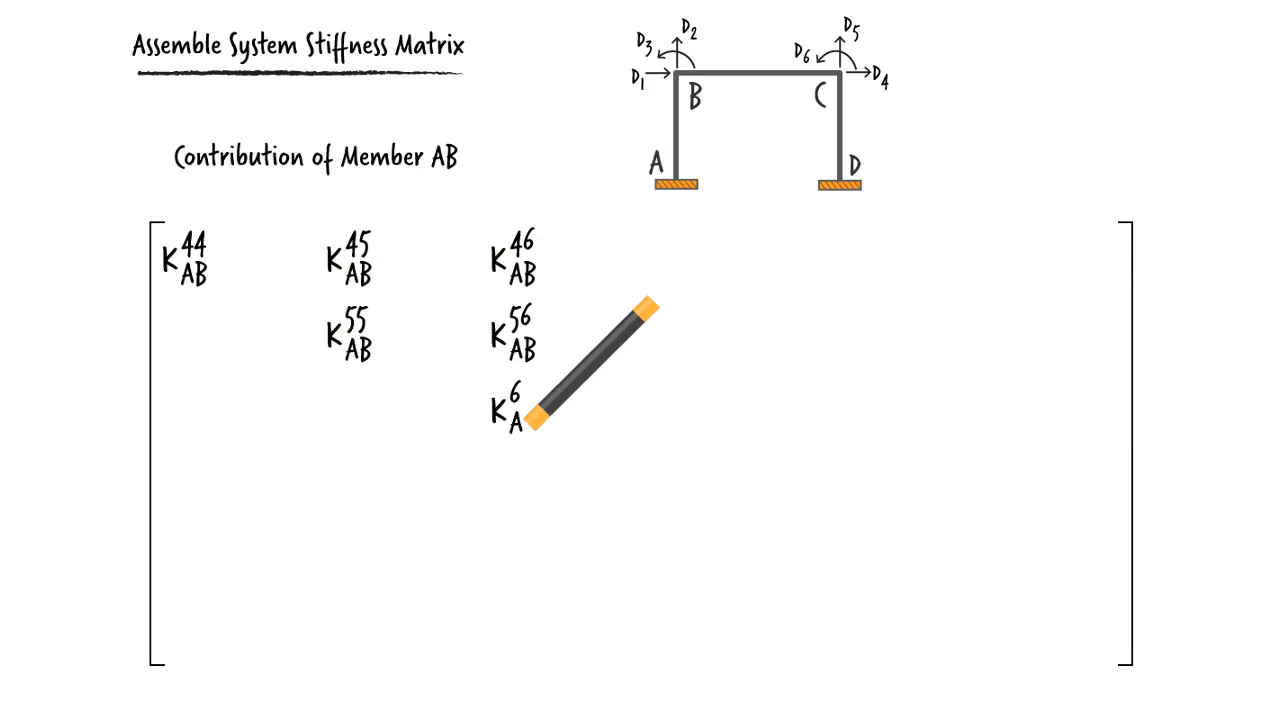 Assemble System Stiffness Matrix
Contribution of Member AB
D2
D3
D1
B
A
D5
D6
D4
C
D
K44AB K45AB K46AB
K55AB K56AB
K6A